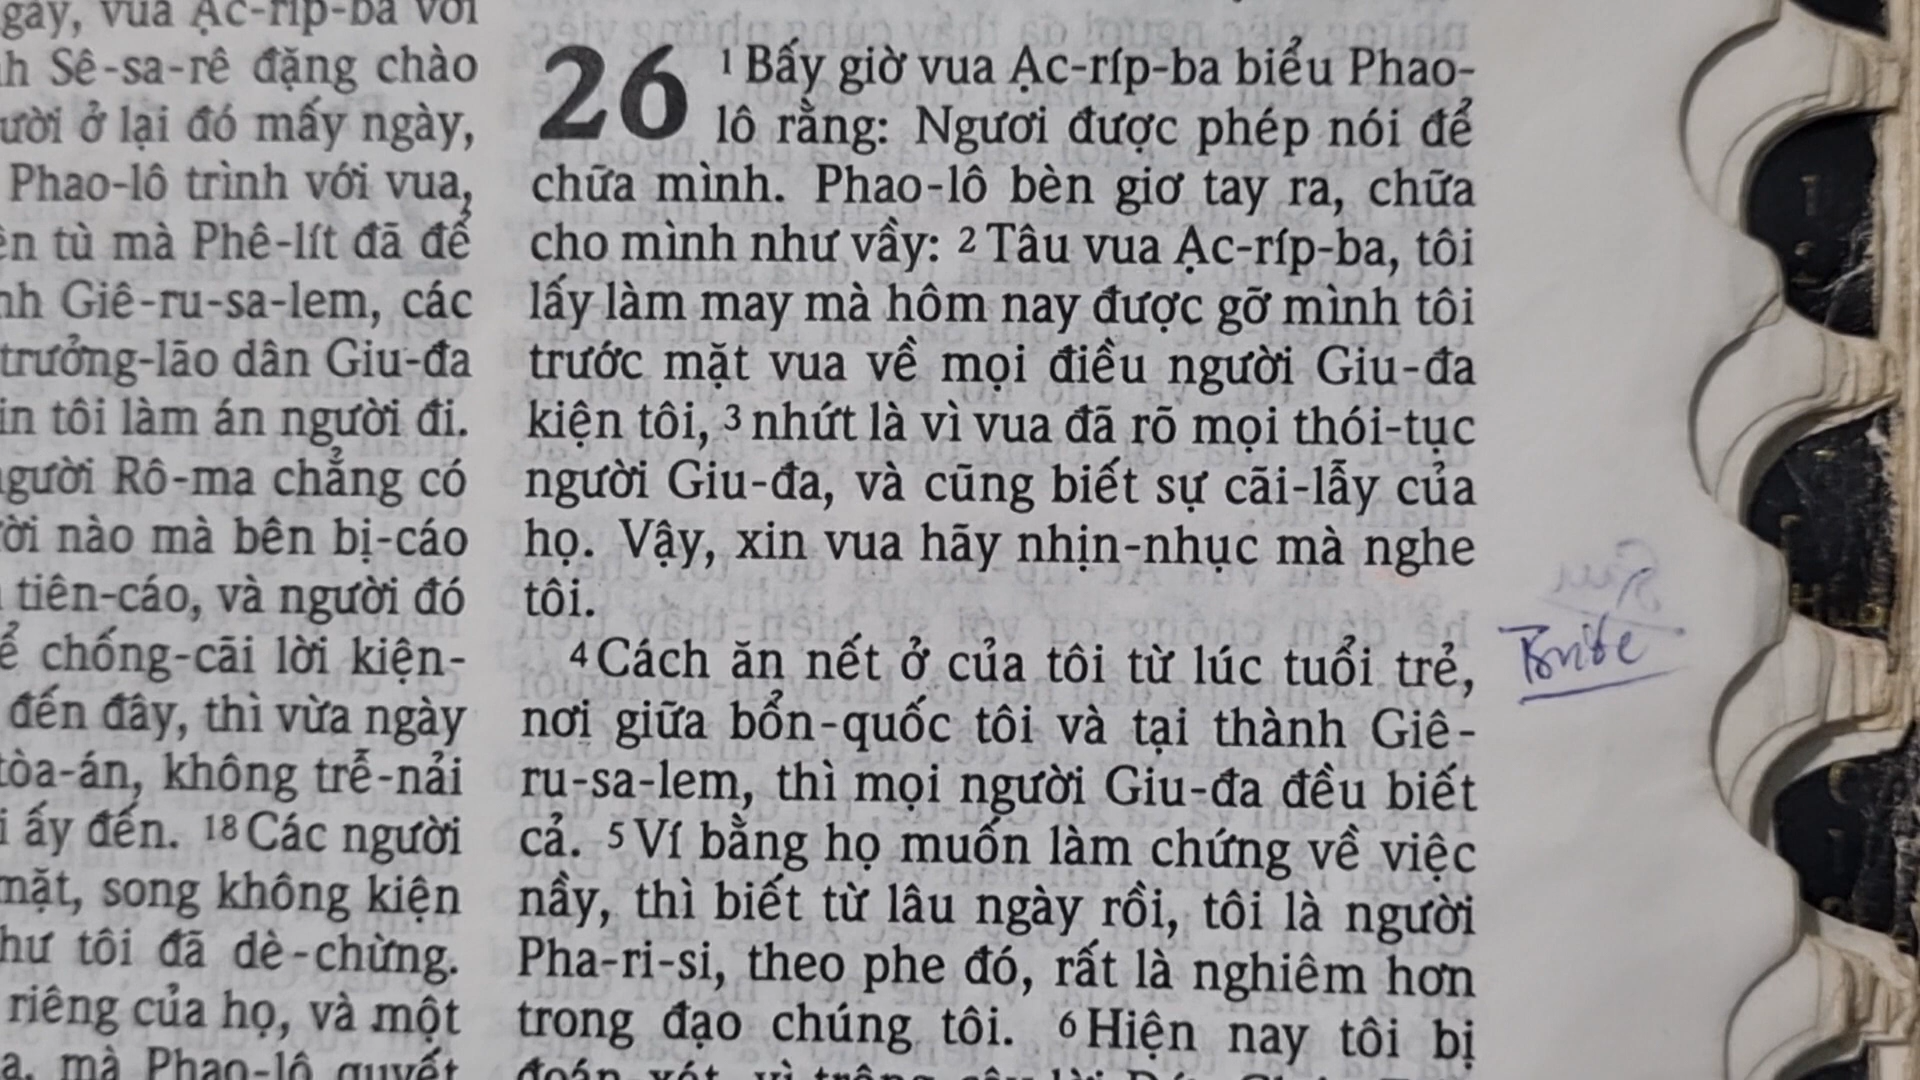 gày, vua Ạc-ríp-ba với
h Sê-sa-rê đặng chào
ười ở lại đó mấy ngày,
Phao-lô trình với vua,
ên tù mà Phê-lít đã để
nh Giê-ru-sa-lem, các
trưởng-lão dân Giu-đa
in tôi làm án người đi.
gười Rô-ma chẳng có
ời nào mà bên bị-cáo
tiên-cáo, và người đó
ể chống-cãi lời kiện-
đến đây, thì vừa ngày
tòa-án, không trễ-nải
i ấy đến. 18 Các người
mặt, song không kiện
hư tôi đã dè-chừng.
riêng của họ, và một
a, mà Phao-lô quyết
26 1 Bấy giờ vua Ạc-ríp-ba biểu Phao-
lô rằng: Ngươi được phép nói để
chữa mình. Phao-lô bèn giơ tay ra, chữa
cho mình như vầy: 2 Tâu vua Ạc-ríp-ba, tôi
lấy làm may mà hôm nay được gỡ mình tôi
trước mặt vua về mọi điều người Giu-đa
kiện tôi, 3 nhứt là vì vua đã rõ mọi thói-tục
người Giu-đa, và cũng biết sự cãi-lẫy của
họ. Vậy, xin vua hãy nhịn-nhục mà nghe
tôi.
4 Cách ăn nết ở của tôi từ lúc tuổi trẻ,
nơi giữa bổn-quốc tôi và tại thành Giê-
ru-sa-lem, thì mọi người Giu-đa đều biết
cả. 5 Ví bằng họ muốn làm chứng về việc
nầy, thì biết từ lâu ngày rồi, tôi là người
Pha-ri-si, theo phe đó, rất là nghiêm hơn
trong đạo chúng tôi. 6 Hiện nay tôi bị
đoán xét, vì trông cậy lời Đức